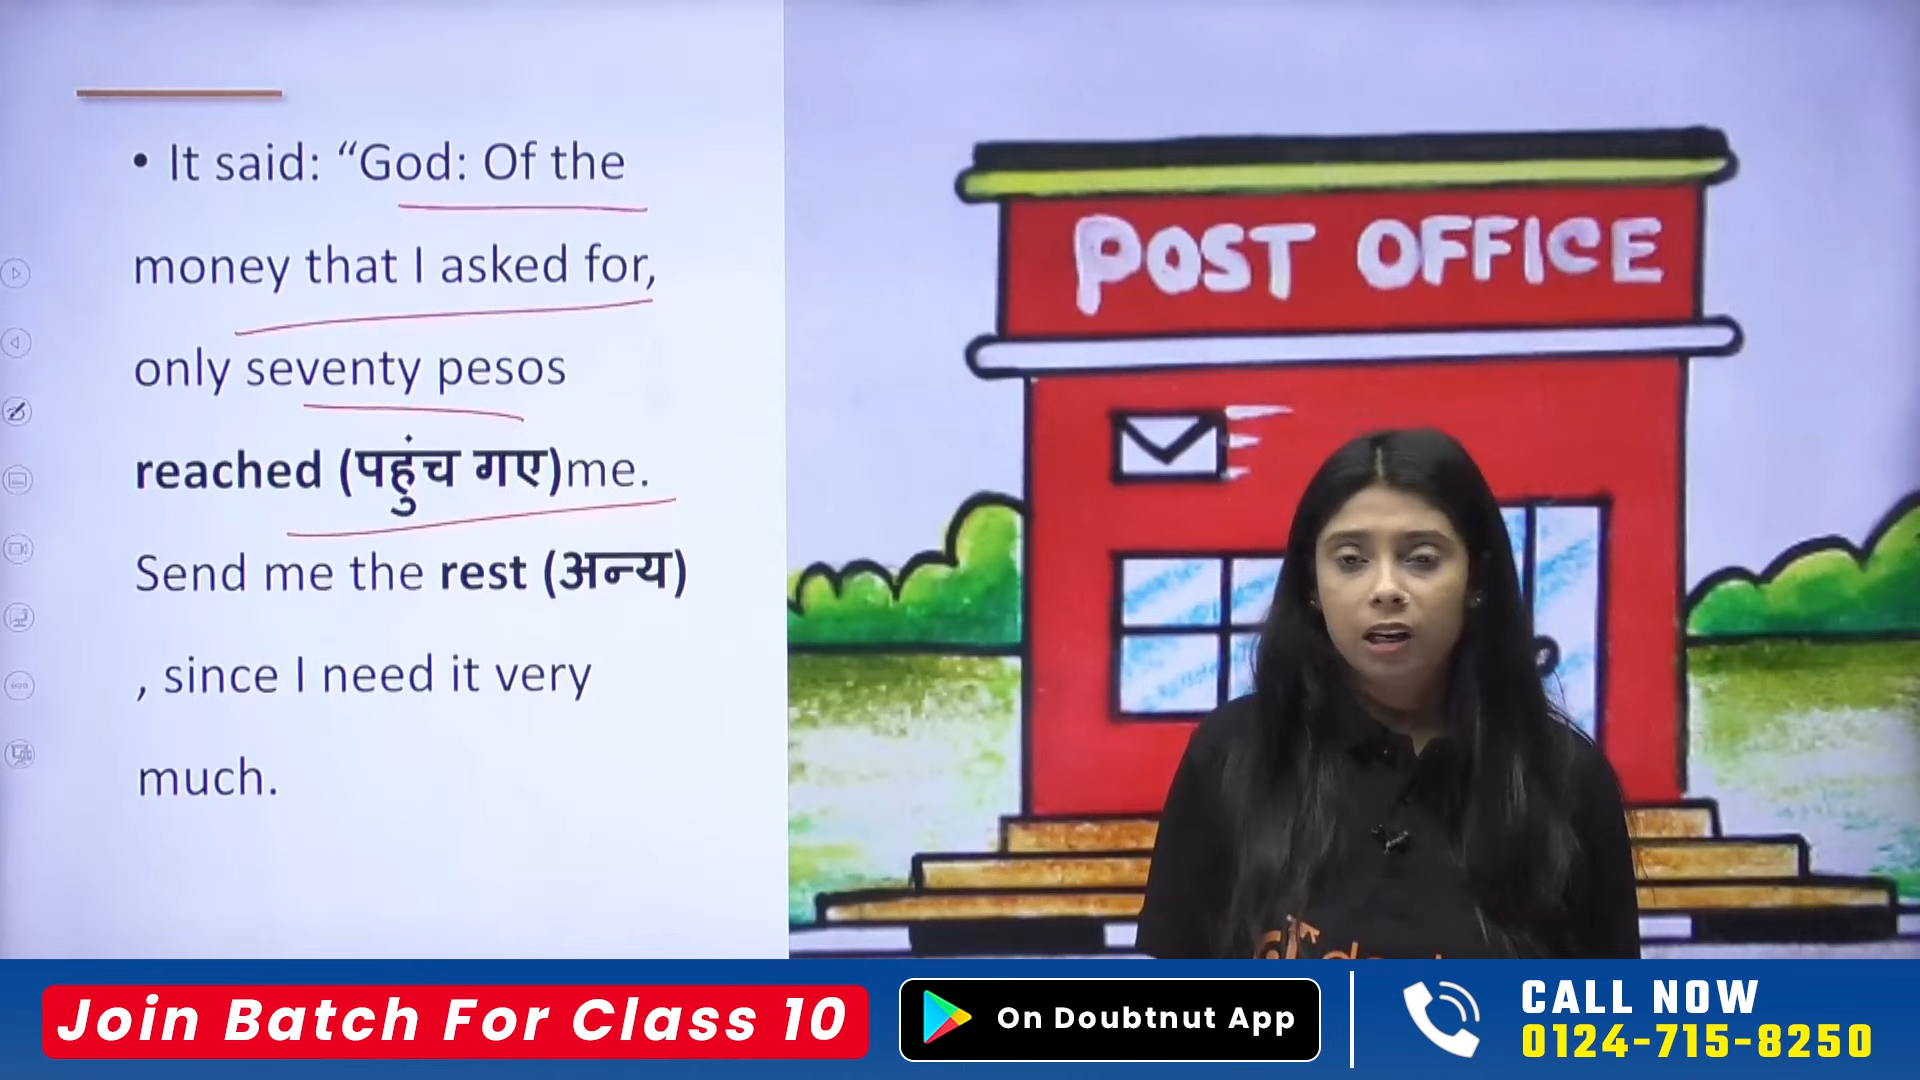 • It said: “God: Of the
money that I asked for,
only seventy pesos
reached (पहुंच गए)me.
Send me the rest (अन्य)
, since I need it very
much.
POST OFFICE
Join Batch For Class 10
On Doubtnut App
CALL NOW
0124-715-8250